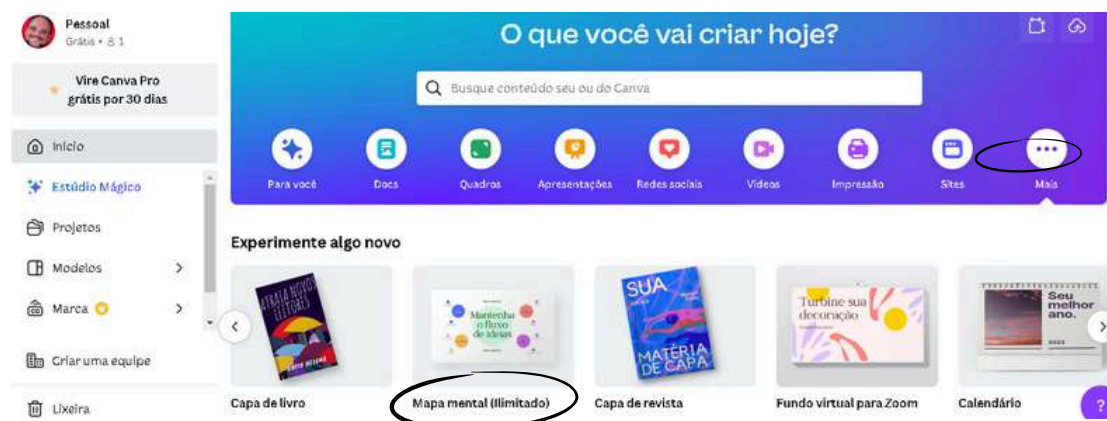 Pessoal
Grátis • 1
Vire Canva Pro
grátis por 30 dias
Início
Estúdio Mágico
Projetos
Modelos
Marca
Criar uma equipe
Lixeira
O que você vai criar hoje?
Busque conteúdo seu ou do Canva
Para você
Docs
Quadros
Apresentações
Redes sociais
Vídeos
Impressão
Sites
Mais
Experimente algo novo
ATRAIA NOVOS
LEITORES
Mantenha
o fluxo
de ideias
SUA
MATÉRIA
DE CAPA
Turbine sua
decoração
Seu
melhor
ano.
Capa de livro
Mapa mental (Ilimitado)
Capa de revista
Fundo virtual para Zoom
Calendário
?